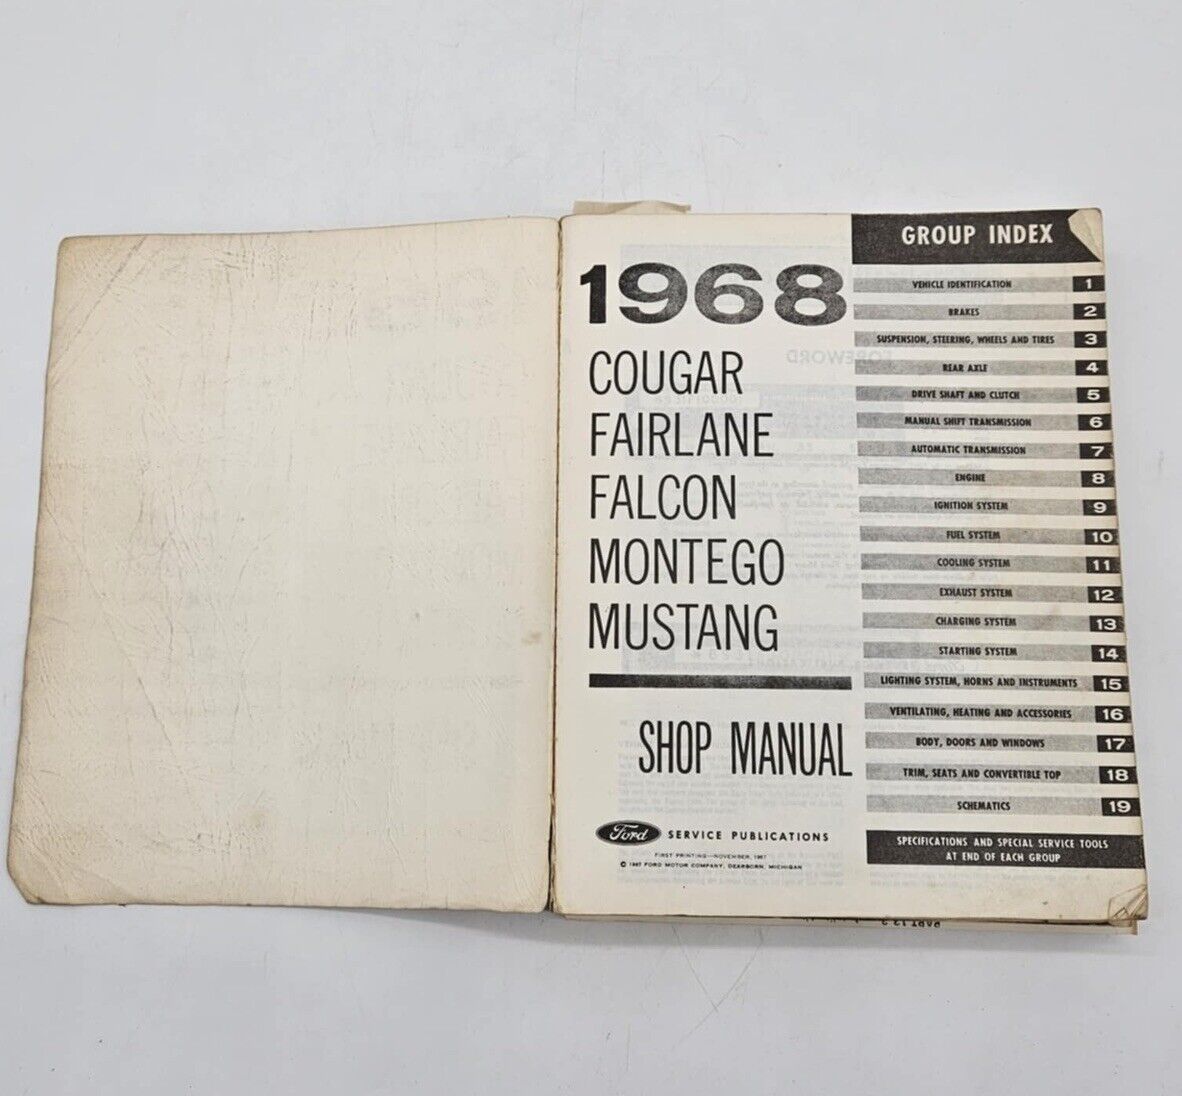 1968
COUGAR
FAIRLANE
FALCON
MONTEGO
MUSTANG
SHOP MANUAL
Ford SERVICE PUBLICATIONS
FIRST PRINTING—NOVEMBER, 1967
© 1967 FORD MOTOR COMPANY, DEARBORN, MICHIGAN
GROUP INDEX
VEHICLE IDENTIFICATION 1
BRAKES 2
SUSPENSION, STEERING, WHEELS AND TIRES 3
REAR AXLE 4
DRIVE SHAFT AND CLUTCH 5
MANUAL SHIFT TRANSMISSION 6
AUTOMATIC TRANSMISSION 7
ENGINE 8
IGNITION SYSTEM 9
FUEL SYSTEM 10
COOLING SYSTEM 11
EXHAUST SYSTEM 12
CHARGING SYSTEM 13
STARTING SYSTEM 14
LIGHTING SYSTEM, HORNS AND INSTRUMENTS 15
VENTILATING, HEATING AND ACCESSORIES 16
BODY, DOORS AND WINDOWS 17
TRIM, SEATS AND CONVERTIBLE TOP 18
SCHEMATICS 19
SPECIFICATIONS AND SPECIAL SERVICE TOOLS
AT END OF EACH GROUP
FOREWORD